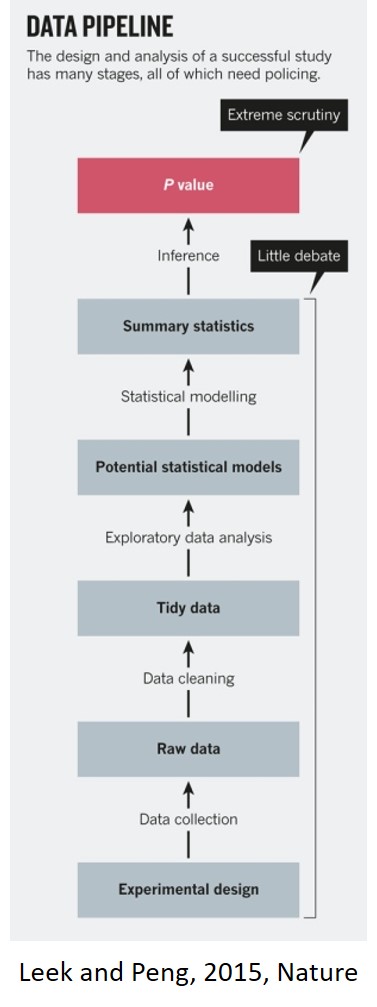 DATA PIPELINE
The design and analysis of a successful study
has many stages, all of which need policing.
Extreme scrutiny
P value
Inference
Little debate
Summary statistics
Statistical modelling
Potential statistical models
Exploratory data analysis
Tidy data
Data cleaning
Raw data
Data collection
Experimental design
Leek and Peng, 2015, Nature